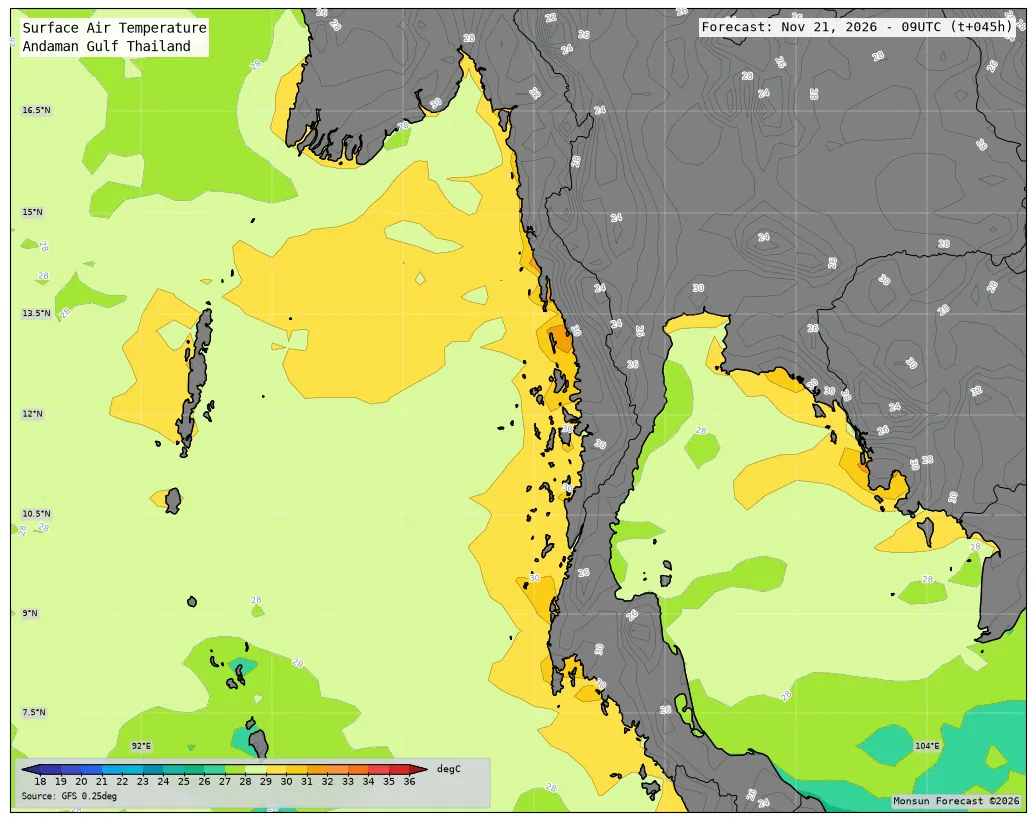 Surface Air Temperature
Andaman Gulf Thailand
Forecast: Nov 21, 2026 - 09UTC (t+045h)
16.5°N
15°N
13.5°N
12°N
10.5°N
9°N
7.5°N
92°E
104°E
degC
18 19 20 21 22 23 24 25 26 27 28 29 30 31 32 33 34 35 36
Source: GFS 0.25deg
Monsun Forecast ©2026